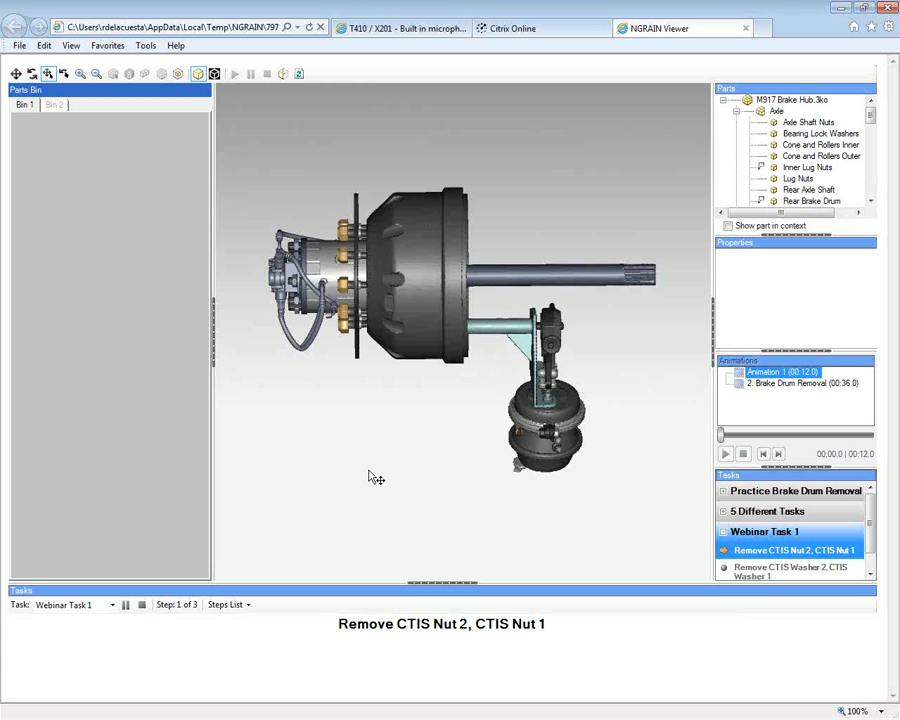 C:\Users\rdelacuesta\AppData\Local\Temp\NGRAIN\797
T410 / X201 - Built in microph...
Citrix Online
NGRAIN Viewer
File Edit View Favorites Tools Help
Parts Bin
Bin 1 Bin 2
Parts
M917 Brake Hub.3ko
Axle
Axle Shaft Nuts
Bearing Lock Washers
Cone and Rollers Inner
Cone and Rollers Outer
Inner Lug Nuts
Lug Nuts
Rear Axle Shaft
Rear Brake Drum
Show part in context
Properties
Animations
Animation 1 (00:12.0)
2. Brake Drum Removal (00:36.0)
00:00.0 | 00:12.0
Tasks
Practice Brake Drum Removal
5 Different Tasks
Webinar Task 1
Remove CTIS Nut 2, CTIS Nut 1
Remove CTIS Washer 2, CTIS
Washer 1
Tasks
Task: Webinar Task 1 Step: 1 of 3 Steps List
Remove CTIS Nut 2, CTIS Nut 1
100%